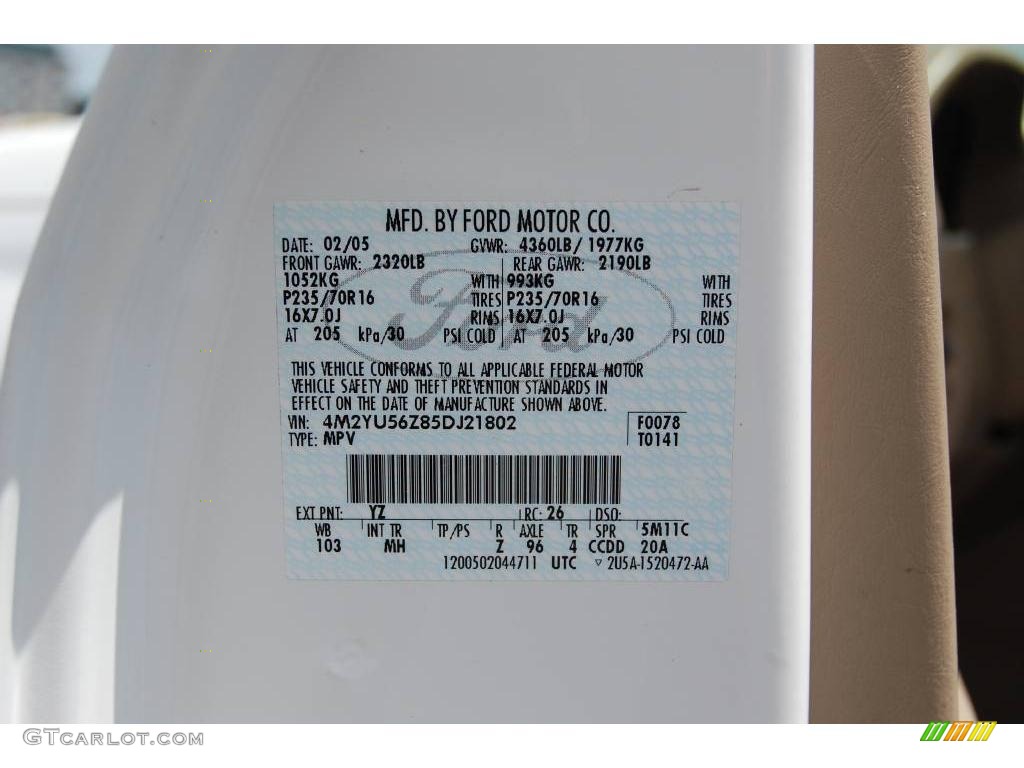 MFD. BY FORD MOTOR CO.
DATE: 02/05 GVWR: 4360LB/ 1977KG
FRONT GAWR: 2320LB REAR GAWR: 2190LB
1052KG WITH 993KG WITH
P235/70R16 TIRES P235/70R16 TIRES
16X7.0J RIMS 16X7.0J RIMS
AT 205 kPa/30 PSI COLD AT 205 kPa/30 PSI COLD
Ford
THIS VEHICLE CONFORMS TO ALL APPLICABLE FEDERAL MOTOR
VEHICLE SAFETY AND THEFT PREVENTION STANDARDS IN
EFFECT ON THE DATE OF MANUFACTURE SHOWN ABOVE.
VIN: 4M2YU56Z85DJ21802 F0078
TYPE: MPV T0141
EXT PNT: YZ RC: 26 DSO:
WB INT TR TP/PS R AXLE TR SPR 5M11C
103 MH Z 96 4 CCDD 20A
1200502044711 UTC ▽ 2U5A-1520472-AA
GTcarlot.com